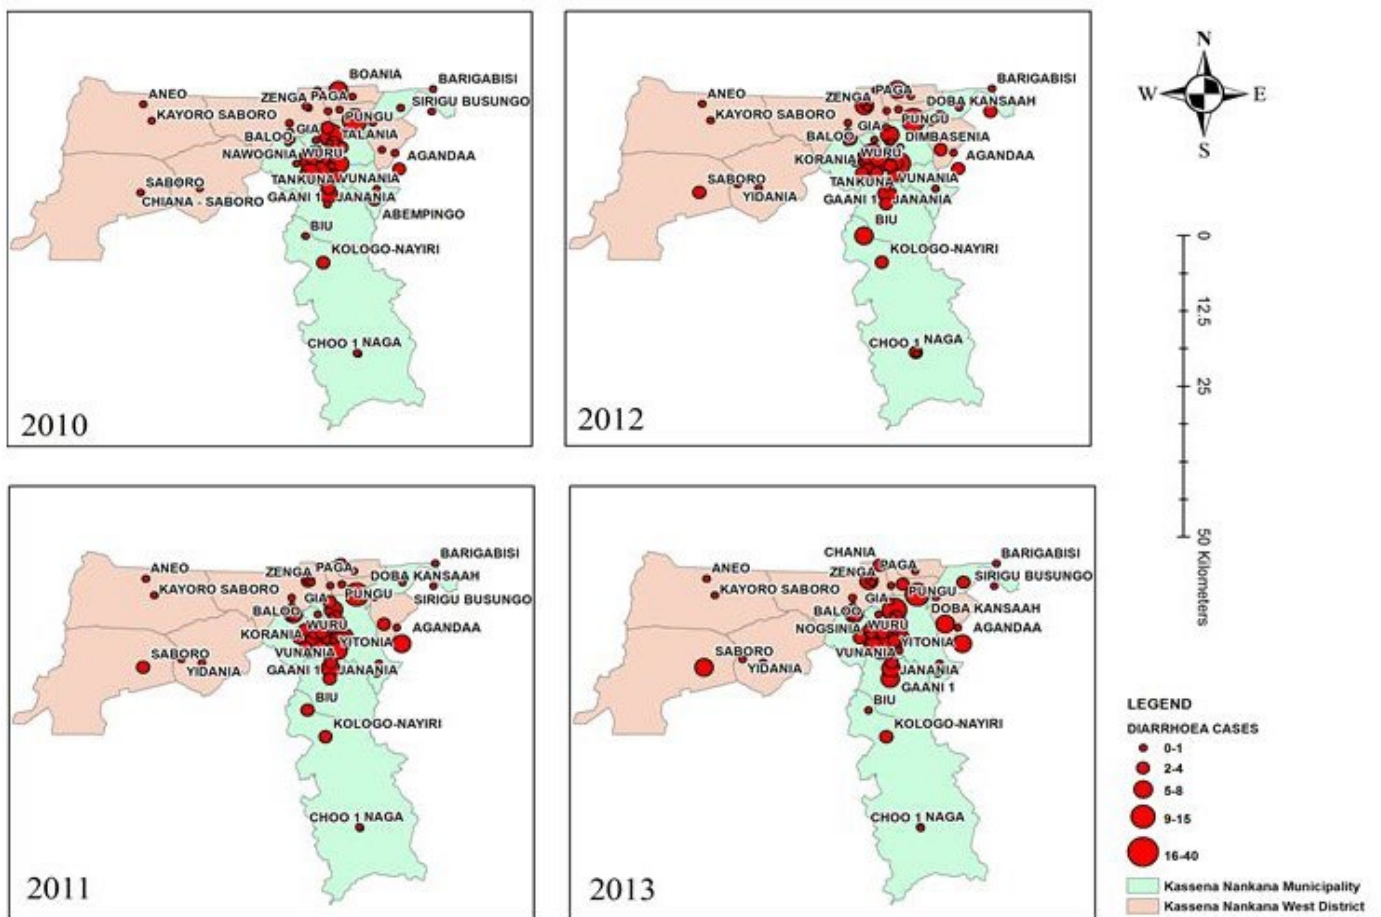 BOANIA
BARIGABISI
ANEO
ZENGA PAGA
SIRIGU BUSUNGO
KAYORO SABORO
PUNGU
GIA
BALOO
TALANIA
NAWOGNIA
WURU
AGANDAA
SABORO
TANKUNA
VUNANIA
CHIANA - SABORO
GAANI 1
JANANIA
ABEMPINGO
BIU
KOLOGO-NAYIRI
CHOO 1 NAGA
2010
BARIGABISI
ANEO
ZENGA
PAGA
DOBA KANSAAH
KAYORO SABORO
PUNGU
GIA
BALOO
DIMBASENIA
KORANIA
WURU
AGANDAA
SABORO
TANKUNA
VUNANIA
YIDANIA
GAANI 1
JANANIA
BIU
KOLOGO-NAYIRI
CHOO 1 NAGA
2012
N
W
E
S
0
12.5
25
50 Kilometers
BARIGABISI
ANEO
ZENGA
PAGA
DOBA KANSAAH
KAYORO SABORO
PUNGU
SIRIGU BUSUNGO
GIA
BALOO
KORANIA
WURU
AGANDAA
YITONIA
SABORO
VUNANIA
YIDANIA
GAANI 1
JANANIA
BIU
KOLOGO-NAYIRI
CHOO 1 NAGA
2011
CHANIA
PAGA
BARIGABISI
ANEO
ZENGA
SIRIGU BUSUNGO
KAYORO SABORO
PUNGU
GIA
BALOO
DOBA KANSAAH
NOGSINIA
WURU
AGANDAA
YITONIA
SABORO
VUNANIA
YIDANIA
JANANIA
GAANI 1
BIU
KOLOGO-NAYIRI
CHOO 1 NAGA
2013
LEGEND
DIARRHOEA CASES
0-1
2-4
5-8
9-15
16-40
Kassena Nankana Municipality
Kassena Nankana West District